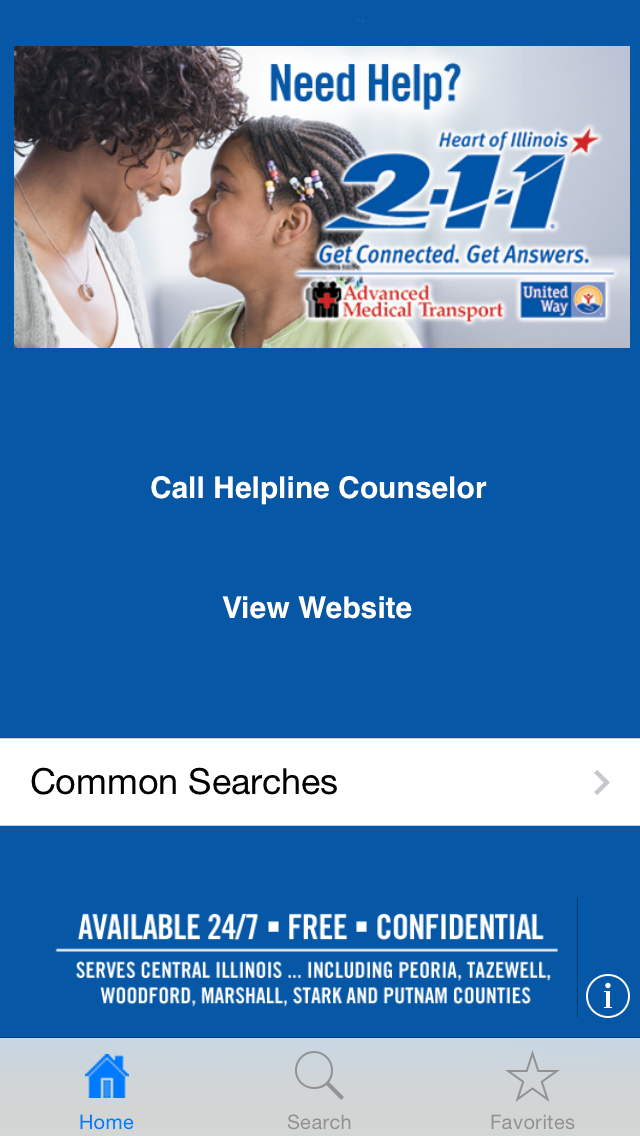 Need Help?
Heart of Illinois
2-1-1
Get Connected. Get Answers.
Advanced
Medical Transport
United
Way
Call Helpline Counselor
View Website
Common Searches
AVAILABLE 24/7 ▪ FREE ▪ CONFIDENTIAL
SERVES CENTRAL ILLINOIS ... INCLUDING PEORIA, TAZEWELL,
WOODFORD, MARSHALL, STARK AND PUTNAM COUNTIES
i
Home
Search
Favorites